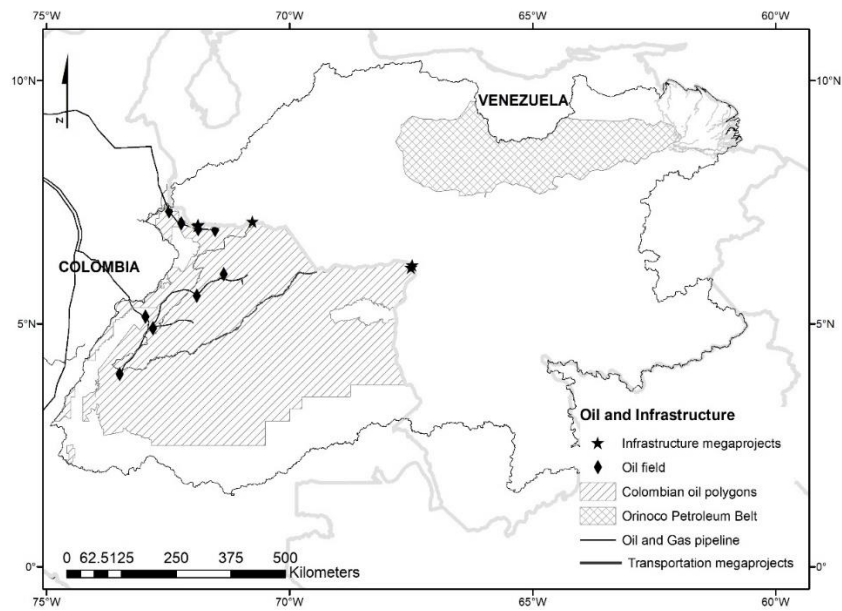 75°W 70°W 65°W 60°W
10°N 10°N
N
VENEZUELA
COLOMBIA
5°N 5°N
Oil and Infrastructure
Infrastructure megaprojects
Oil field
Colombian oil polygons
Orinoco Petroleum Belt
Oil and Gas pipeline
Transportation megaprojects
0° 0°
0 62.5 125 250 375 500
Kilometers
75°W 70°W 65°W 60°W